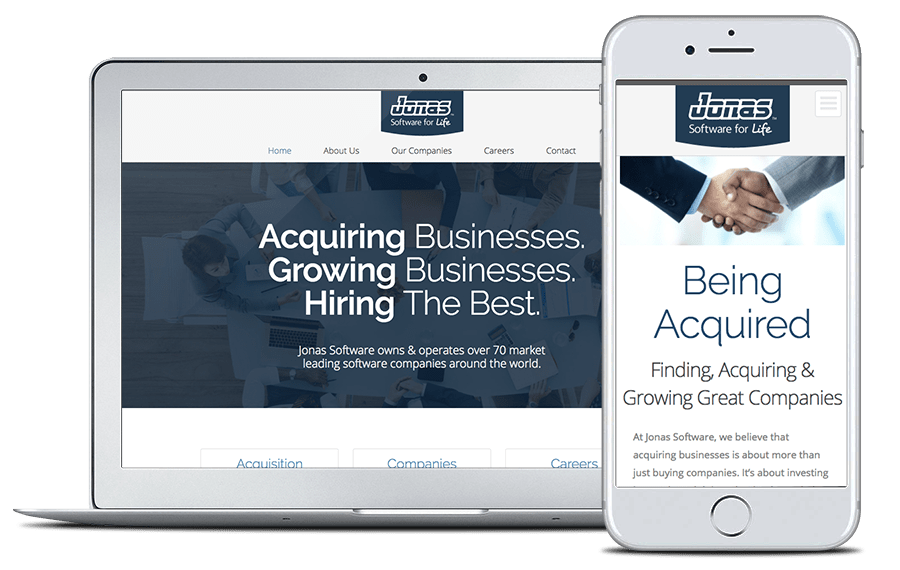 Jonas
Software for Life
Home About Us Our Companies Careers Contact
Acquiring Businesses.
Growing Businesses.
Hiring The Best.
Jonas Software owns & operates over 70 market
leading software companies around the world.
Acquisition Companies Careers
Jonas™
Software for Life
Being
Acquired
Finding, Acquiring &
Growing Great Companies
At Jonas Software, we believe that
acquiring businesses is about more than
just buying companies. It's about investing